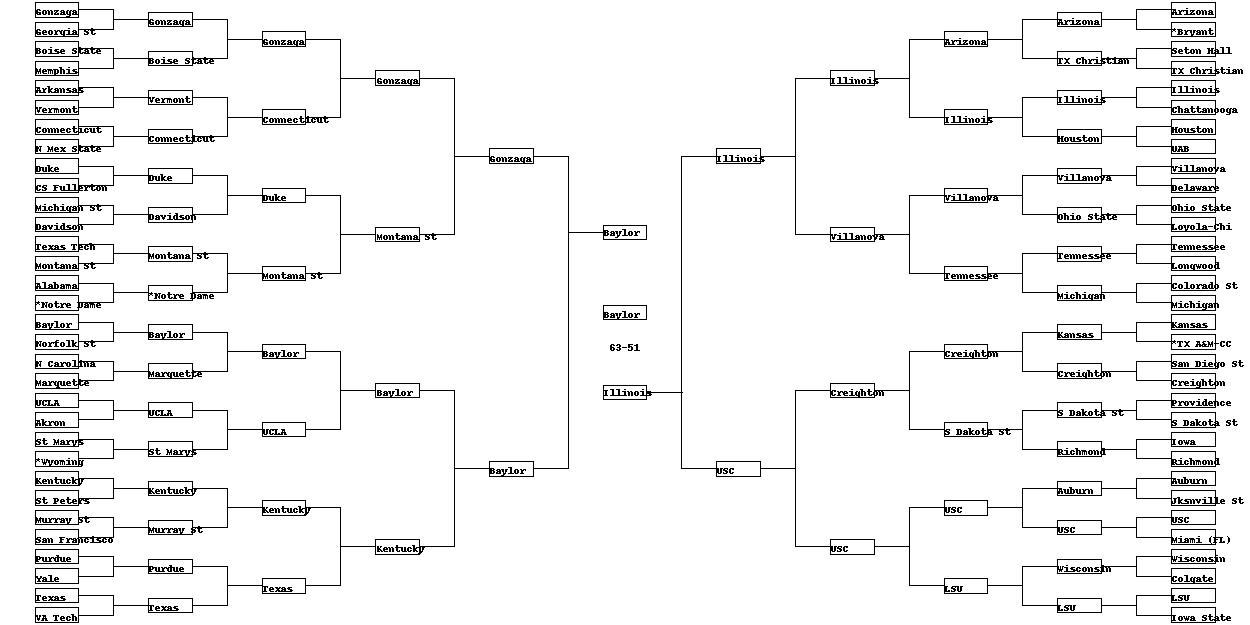 Gonzaga
Georgia St
Boise State
Memphis
Arkansas
Vermont
Connecticut
N Mex State
Duke
CS Fullerton
Michigan St
Davidson
Texas Tech
Montana St
Alabama
*Notre Dame
Baylor
Norfolk St
N Carolina
Marquette
UCLA
Akron
St Marys
*Wyoming
Kentucky
St Peters
Murray St
San Francisco
Purdue
Yale
Texas
VA Tech
Gonzaga
Boise State
Vermont
Connecticut
Duke
Davidson
Montana St
*Notre Dame
Baylor
Marquette
UCLA
St Marys
Kentucky
Murray St
Purdue
Texas
Gonzaga
Connecticut
Duke
Montana St
Baylor
UCLA
Kentucky
Texas
Gonzaga
Montana St
Baylor
Kentucky
Gonzaga
Baylor
Baylor
Baylor
63-51
Illinois
Illinois
USC
Illinois
Villanova
Creighton
USC
Arizona
Illinois
Villanova
Tennessee
Creighton
S Dakota St
USC
LSU
Arizona
TX Christian
Illinois
Houston
Villanova
Ohio State
Tennessee
Michigan
Kansas
Creighton
S Dakota St
Richmond
Auburn
USC
Wisconsin
LSU
Arizona
*Bryant
Seton Hall
TX Christian
Illinois
Chattanooga
Houston
UAB
Villanova
Delaware
Ohio State
Loyola-Chi
Tennessee
Longwood
Colorado St
Michigan
Kansas
*TX A&M-CC
San Diego St
Creighton
Providence
S Dakota St
Iowa
Richmond
Auburn
Jksnville St
USC
Miami (FL)
Wisconsin
Colgate
LSU
Iowa State